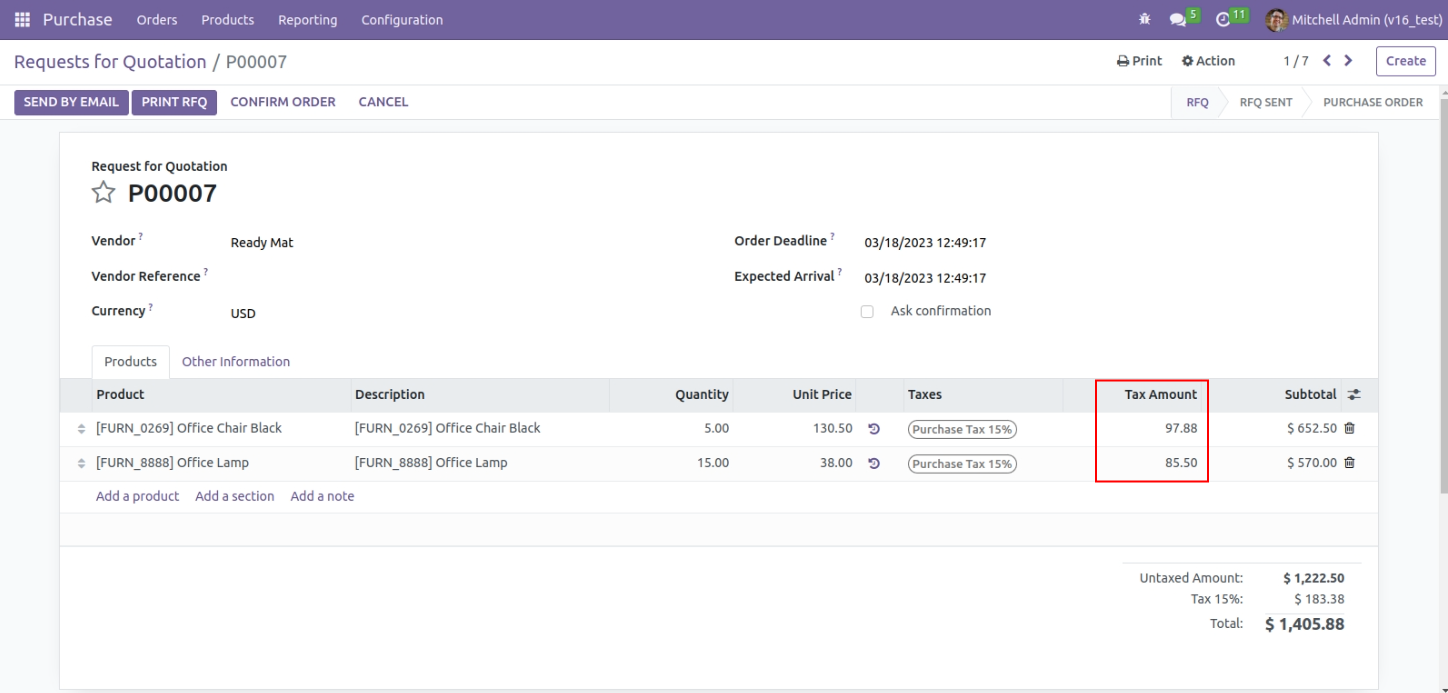 Purchase Orders Products Reporting Configuration 5 11 Mitchell Admin (v16_test)
Requests for Quotation / P00007 Print Action 1 / 7 Create
SEND BY EMAIL PRINT RFQ CONFIRM ORDER CANCEL RFQ RFQ SENT PURCHASE ORDER
Request for Quotation
P00007
Vendor ? Ready Mat Order Deadline ? 03/18/2023 12:49:17
Vendor Reference ? Expected Arrival ? 03/18/2023 12:49:17
Currency ? USD Ask confirmation
Products Other Information
Product Description Quantity Unit Price Taxes Tax Amount Subtotal
[FURN_0269] Office Chair Black [FURN_0269] Office Chair Black 5.00 130.50 Purchase Tax 15% 97.88 $ 652.50
[FURN_8888] Office Lamp [FURN_8888] Office Lamp 15.00 38.00 Purchase Tax 15% 85.50 $ 570.00
Add a product Add a section Add a note
Untaxed Amount: $ 1,222.50
Tax 15%: $ 183.38
Total: $ 1,405.88